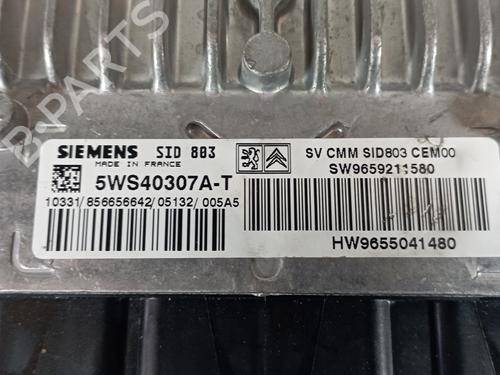 B-PARTS
SIEMENS SID 803
MADE IN FRANCE
5WS40307A-T
10331/856656642/05132/005A5
SV CMM SID803 CEM00
SW9659211580
HW9655041480